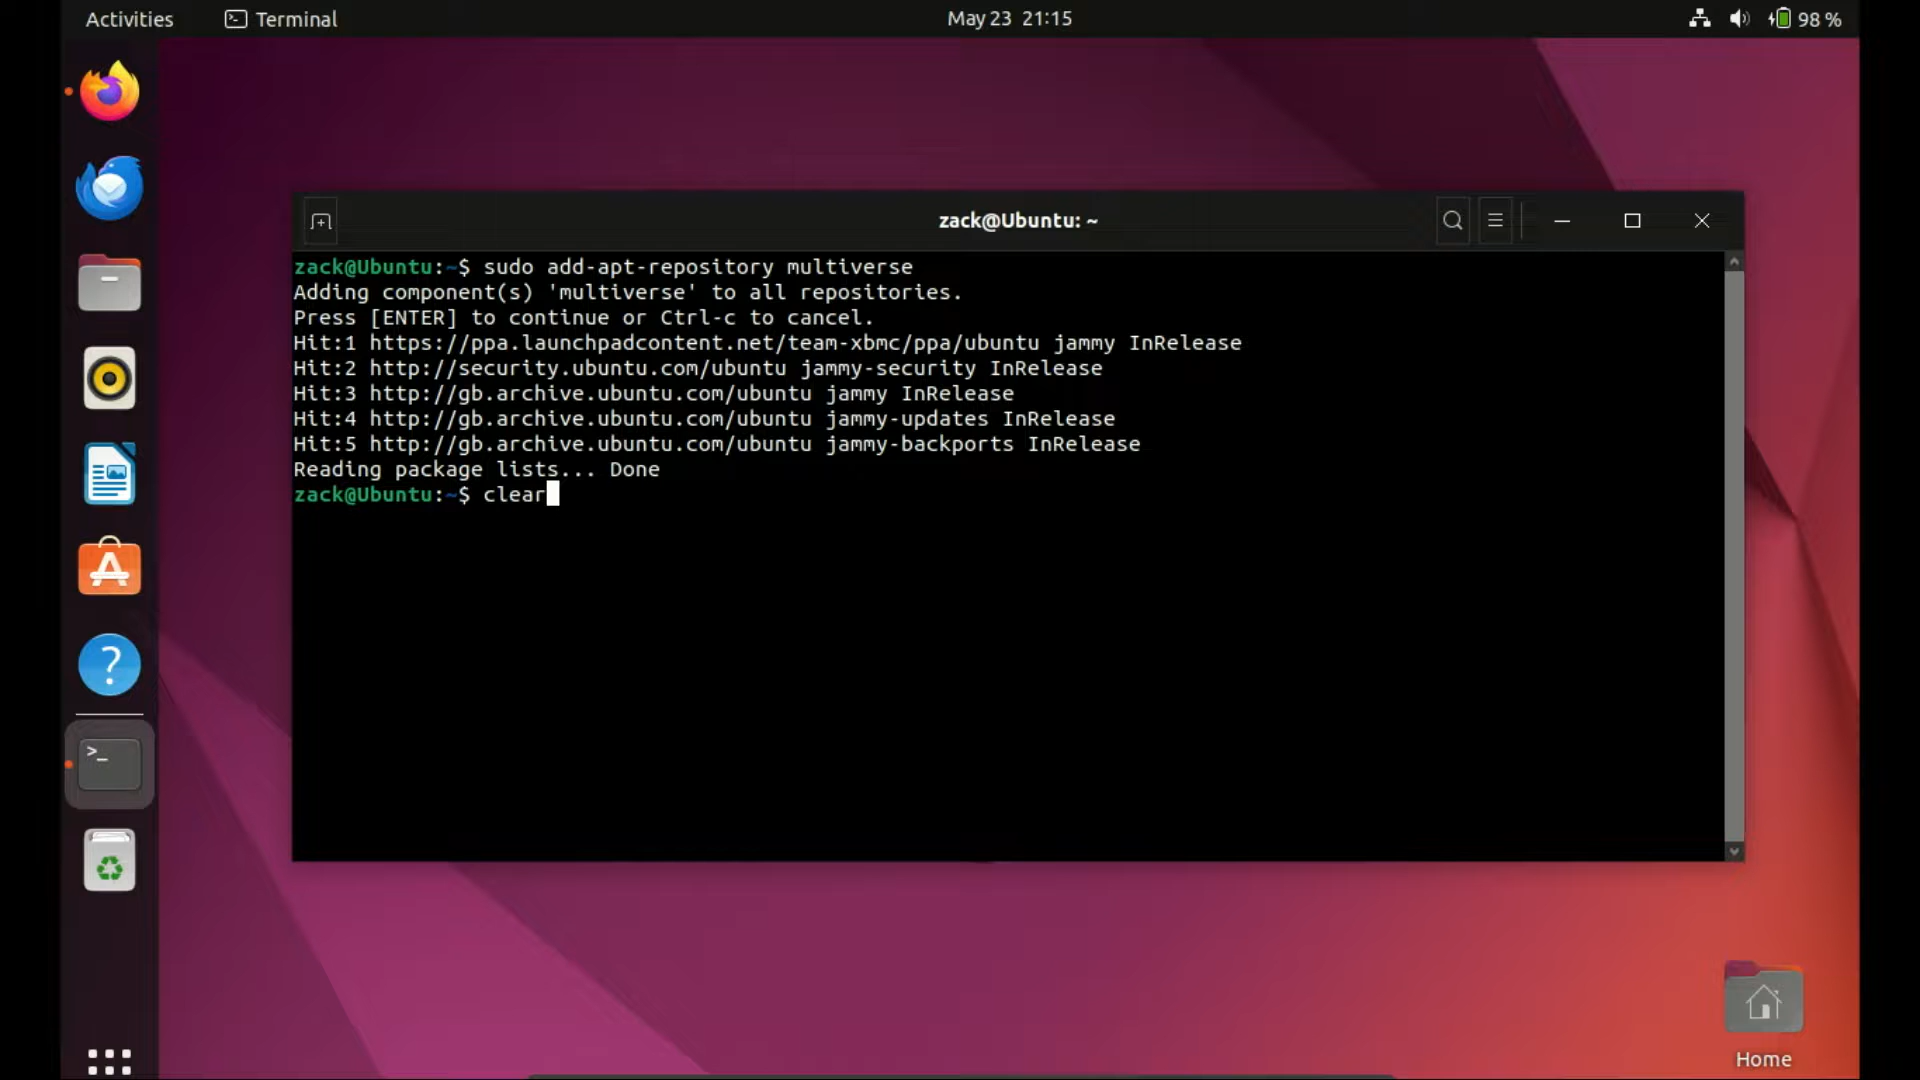 Activities Terminal May 23 21:15 98 %
zack@Ubuntu: ~
zack@Ubuntu:~$ sudo add-apt-repository multiverse
Adding component(s) 'multiverse' to all repositories.
Press [ENTER] to continue or Ctrl-c to cancel.
Hit:1 https://ppa.launchpadcontent.net/team-xbmc/ppa/ubuntu jammy InRelease
Hit:2 http://security.ubuntu.com/ubuntu jammy-security InRelease
Hit:3 http://gb.archive.ubuntu.com/ubuntu jammy InRelease
Hit:4 http://gb.archive.ubuntu.com/ubuntu jammy-updates InRelease
Hit:5 http://gb.archive.ubuntu.com/ubuntu jammy-backports InRelease
Reading package lists... Done
zack@Ubuntu:~$ clear
Home